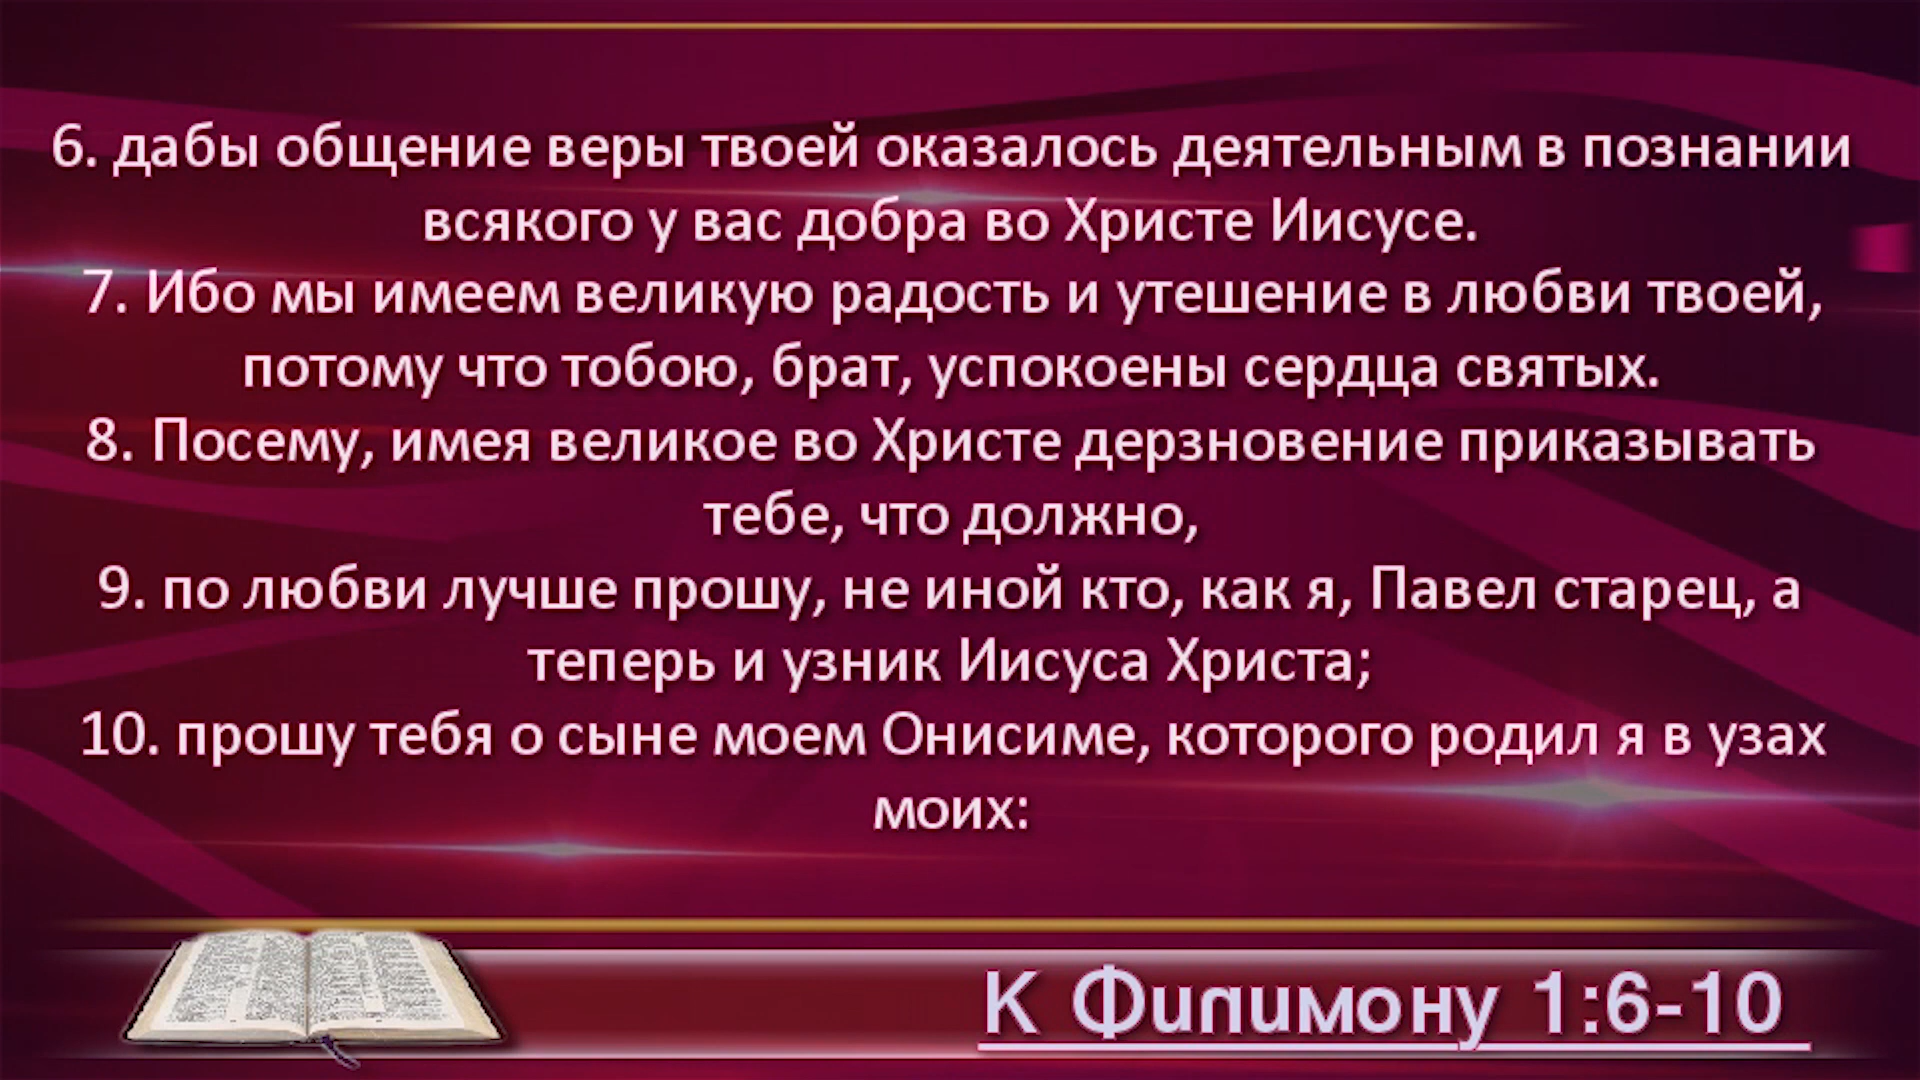 6. дабы общение веры твоей оказалось деятельным в познании
всякого у вас добра во Христе Иисусе.
7. Ибо мы имеем великую радость и утешение в любви твоей,
потому что тобою, брат, успокоены сердца святых.
8. Посему, имея великое во Христе дерзновение приказывать
тебе, что должно,
9. по любви лучше прошу, не иной кто, как я, Павел старец, а
теперь и узник Иисуса Христа;
10. прошу тебя о сыне моем Онисиме, которого родил я в узах
моих:
К Филимону 1:6-10